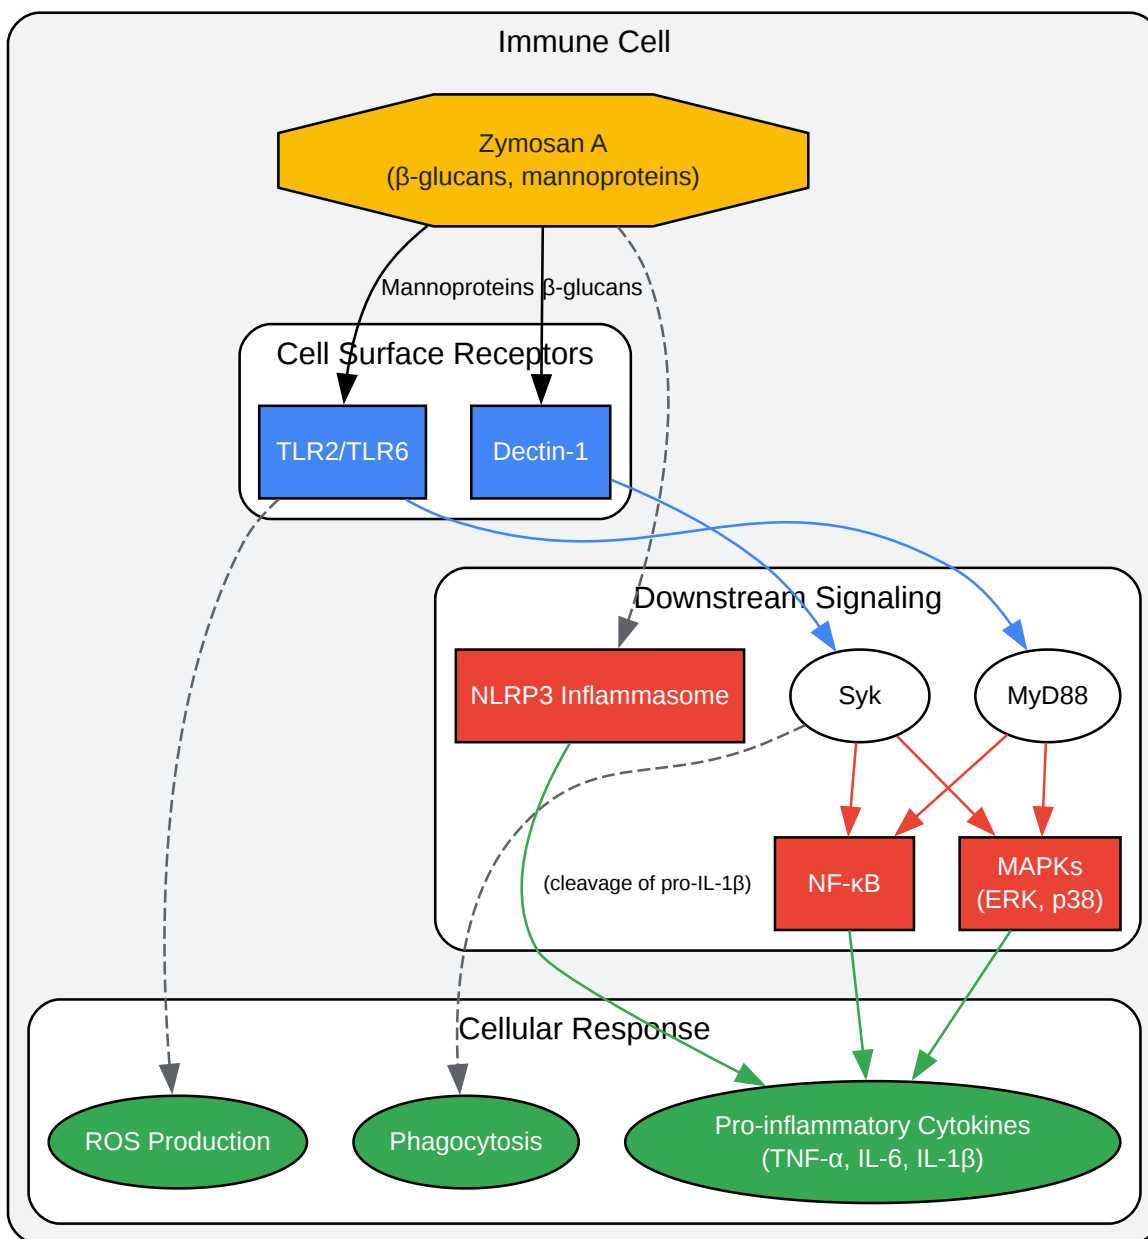 Immune Cell
Zymosan A
(β-glucans, mannoproteins)
Mannoproteins
β-glucans
Cell Surface Receptors
TLR2/TLR6
Dectin-1
Downstream Signaling
NLRP3 Inflammasome
Syk
MyD88
(cleavage of pro-IL-1β)
NF-κB
MAPKs
(ERK, p38)
Cellular Response
ROS Production
Phagocytosis
Pro-inflammatory Cytokines
(TNF-α, IL-6, IL-1β)